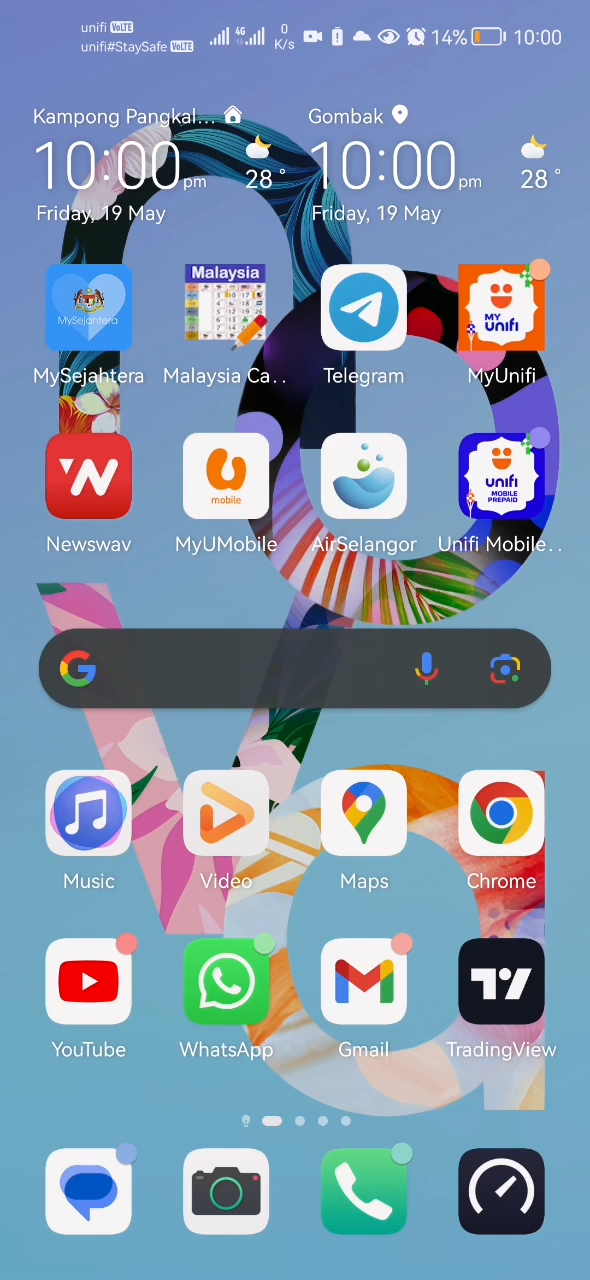 unifi VoLTE
unifi#StaySafe VoLTE
4G
0
K/s
14%
10:00
Kampong Pangkal...
Gombak
10:00 pm
28°
10:00 pm
28°
Friday, 19 May
Friday, 19 May
MySejahtera
Malaysia
MY
unifi
MySejahtera
Malaysia Ca..
Telegram
MyUnifi
mobile
unifi
MOBILE
PREPAID
Newswav
MyUMobile
AirSelangor
Unifi Mobile..
Music
Video
Maps
Chrome
YouTube
WhatsApp
Gmail
TradingView